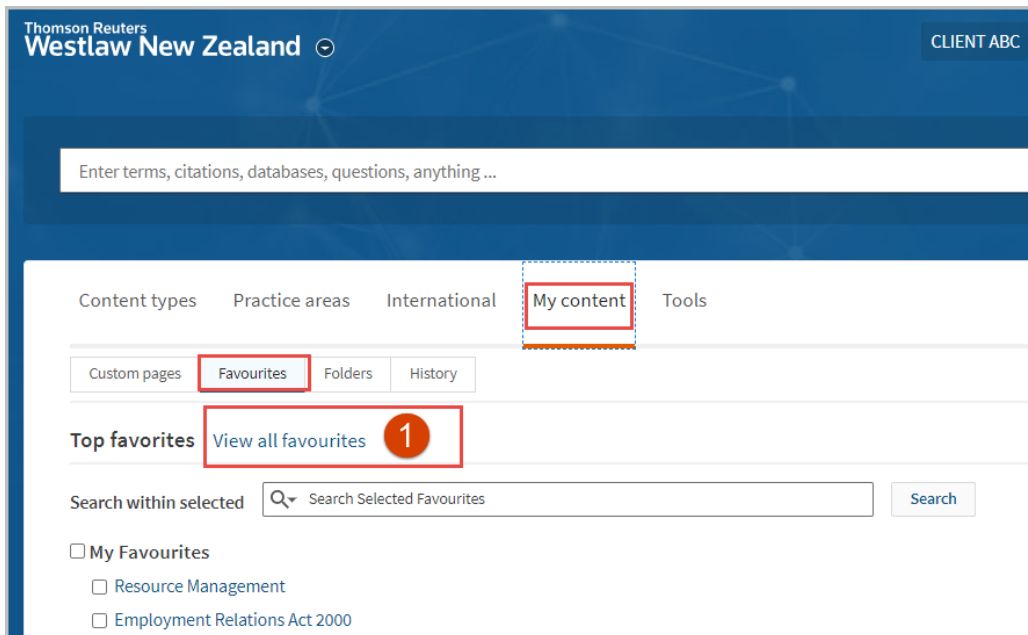 Thomson Reuters
Westlaw New Zealand
CLIENT ABC
Enter terms, citations, databases, questions, anything ...
Content types Practice areas International My content Tools
Custom pages Favourites Folders History
Top favorites View all favourites 1
Search within selected Search Selected Favourites Search
My Favourites
Resource Management
Employment Relations Act 2000